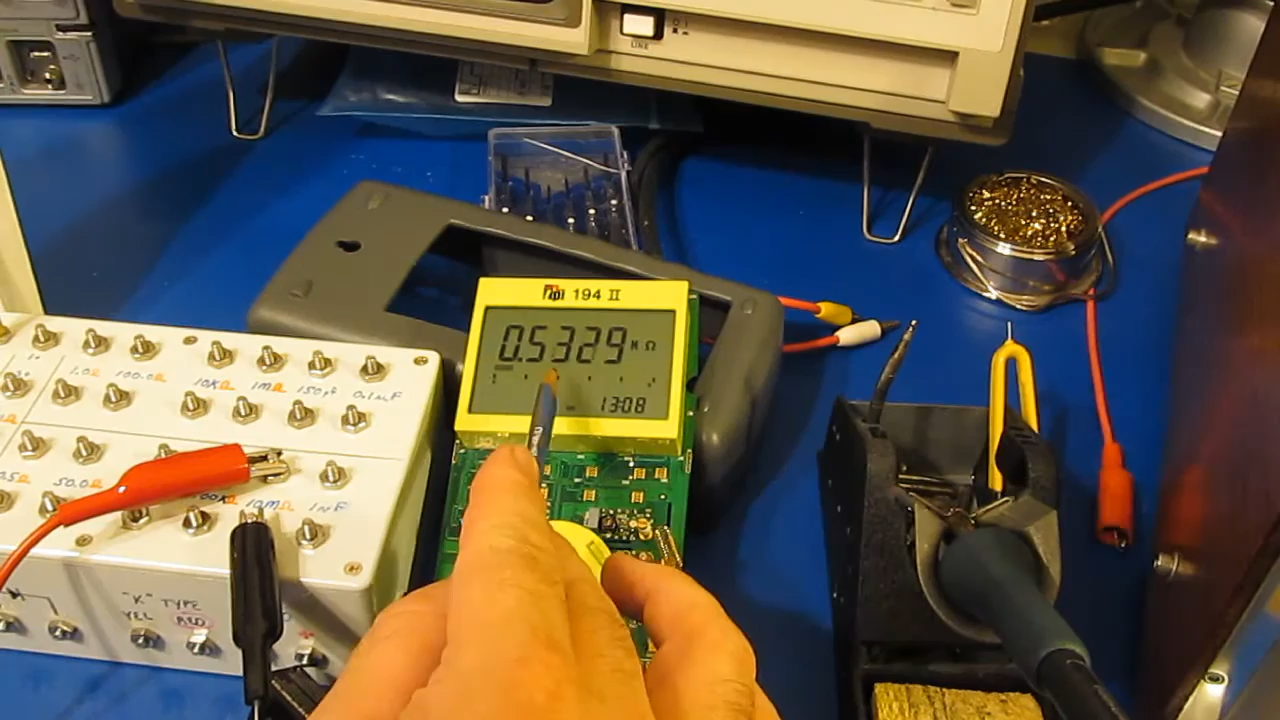 LINE
tpi 194 II
0.5329 MΩ
13:08
1.0Ω 100.0Ω 10KΩ 1MΩ 150pF 0.1uF
50.0Ω
10MΩ 1nF
"K" TYPE
YEL RED